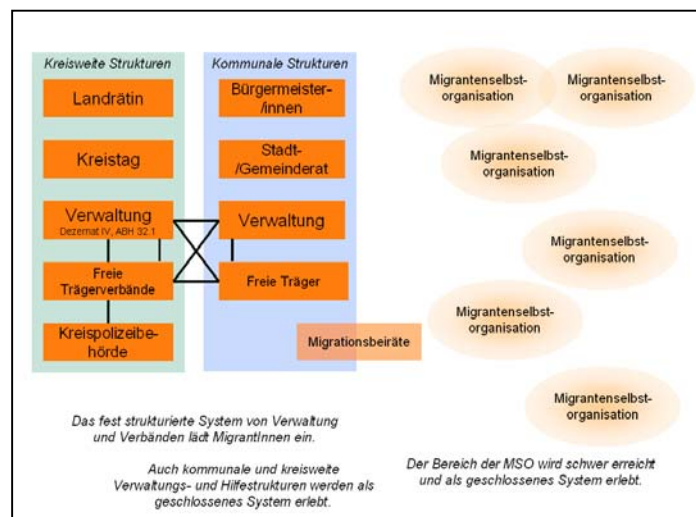 Kreisweite Strukturen
Landrätin
Kreistag
Verwaltung
Dezernat IV, ABH 32.1
Freie
Trägerverbände
Kreispolizeibe-
hörde
Kommunale Strukturen
Bürgermeister-
/innen
Stadt-
/Gemeinderat
Verwaltung
Freie Träger
Migrationsbeiräte
Migrantenselbst-
organisation
Migrantenselbst-
organisation
Migrantenselbst-
organisation
Migrantenselbst-
organisation
Migrantenselbst-
organisation
Migrantenselbst-
organisation
Das fest strukturierte System von Verwaltung
und Verbänden lädt MigrantInnen ein.
Auch kommunale und kreisweite
Verwaltungs- und Hilfestrukturen werden als
geschlossenes System erlebt.
Der Bereich der MSO wird schwer erreicht
und als geschlossenes System erlebt.